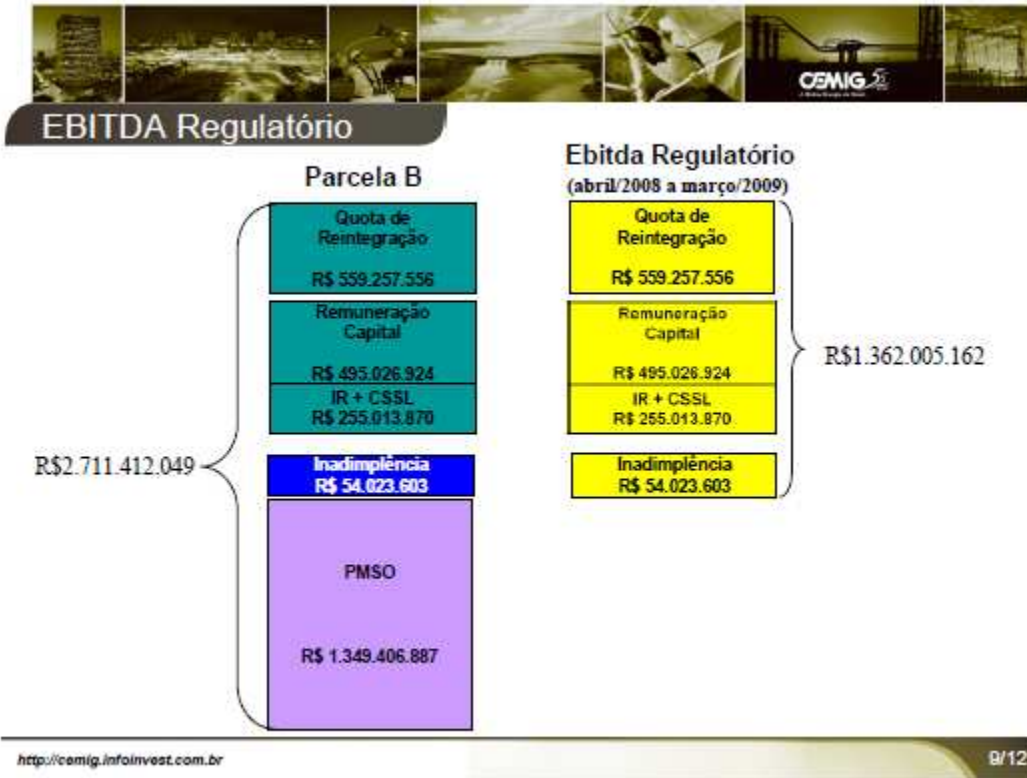 CEMIG
EBITDA Regulatório
Parcela B
Quota de
Reintegração
R$ 559.257.556
Remuneração
Capital
R$ 495.026.924
IR + CSSL
R$ 255.013.870
R$2.711.412.049
Inadimplência
R$ 54.023.603
PMSO
R$ 1.349.406.887
Ebitda Regulatório
(abril/2008 a março/2009)
Quota de
Reintegração
R$ 559.257.556
Remuneração
Capital
R$ 495.026.924
IR + CSSL
R$ 255.013.870
Inadimplência
R$ 54.023.603
R$1.362.005.162
http://cemig.infoinvest.com.br
9/12